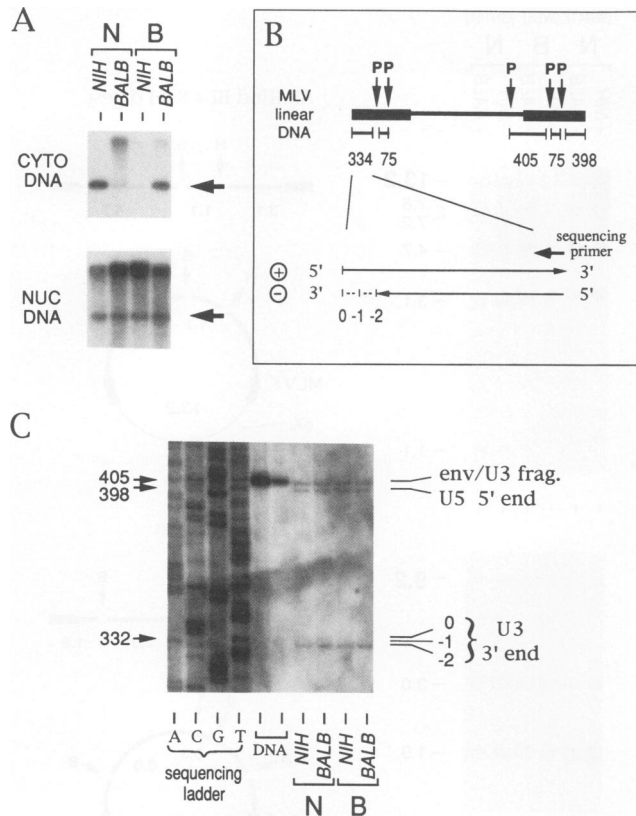 A
N B
NIH BALB NIH BALB
CYTO
DNA
NUC
DNA
B
PP P PP
MLV
linear
DNA
334 75 405 75 398
sequencing
primer
+ 5' 3'
− 3' 5'
0 -1 -2
C
405
398
332
env/U3 frag.
U5 5' end
0
-1
-2
U3
3' end
A C G T
sequencing
ladder
DNA
NIH BALB NIH BALB
N B